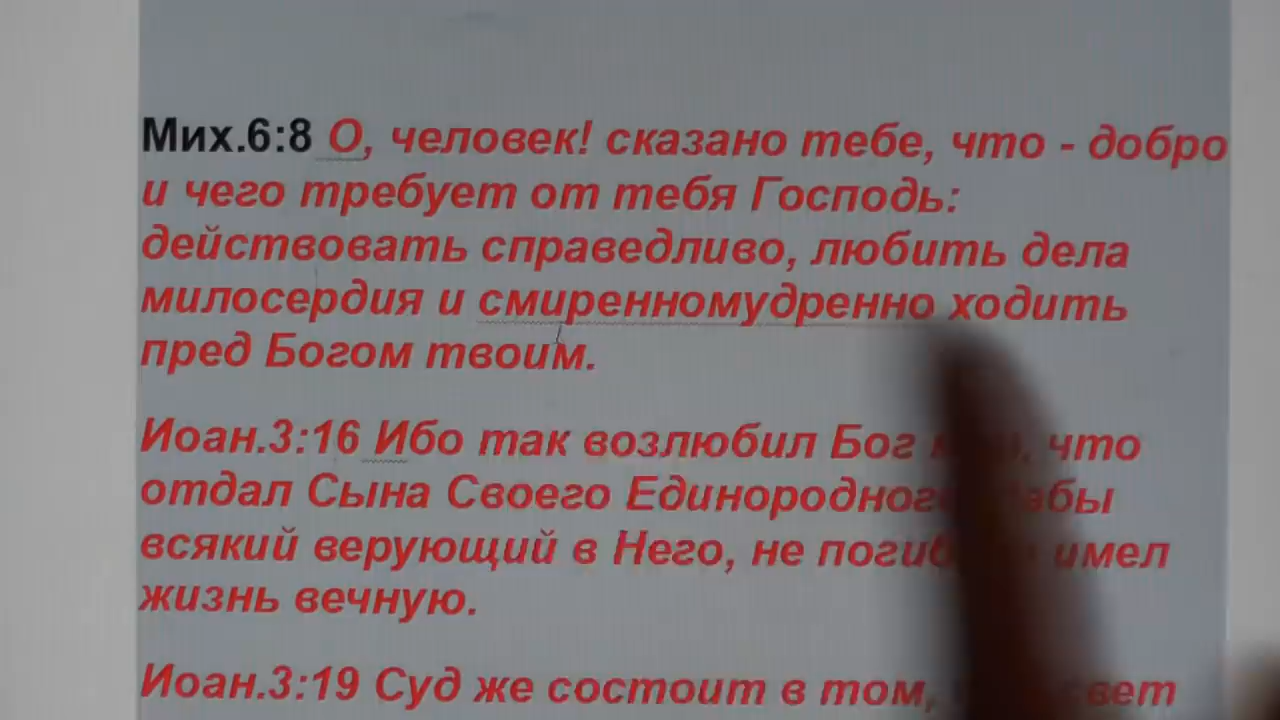 Мих.6:8 О, человек! сказано тебе, что - добро
и чего требует от тебя Господь:
действовать справедливо, любить дела
милосердия и смиренномудренно ходить
пред Богом твоим.
Иоан.3:16 Ибо так возлюбил Бог что
отдал Сына Своего Единородного
всякий верующий в Него, не имел
жизнь вечную.
Иоан.3:19 Суд же состоит в том,